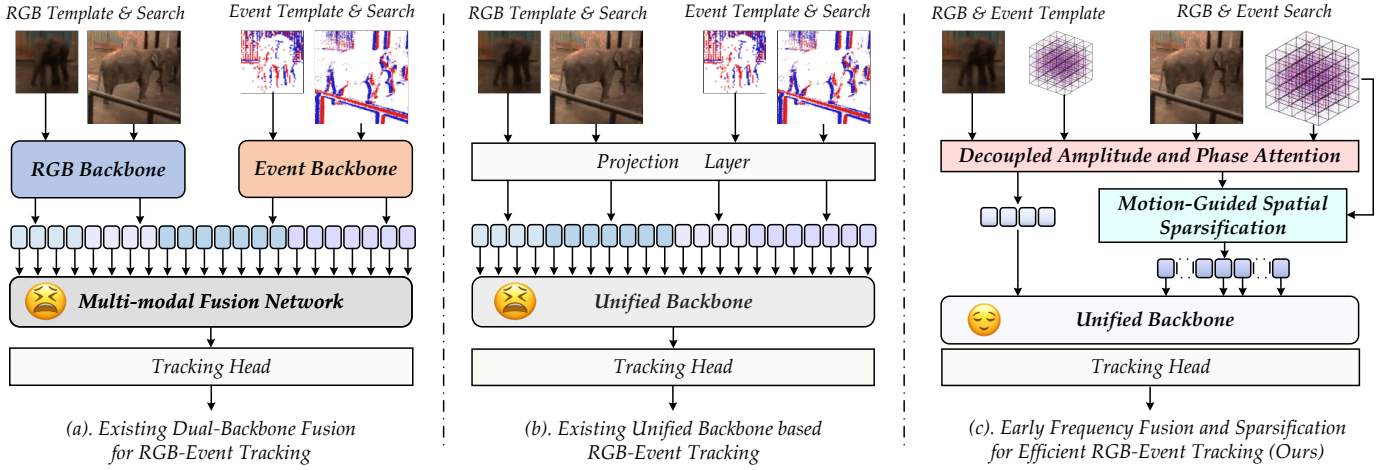 RGB Template & Search
Event Template & Search
RGB Backbone
Event Backbone
Multi-modal Fusion Network
Tracking Head
(a). Existing Dual-Backbone Fusion
for RGB-Event Tracking
RGB Template & Search
Event Template & Search
Projection Layer
Unified Backbone
Tracking Head
(b). Existing Unified Backbone based
RGB-Event Tracking
RGB & Event Template
RGB & Event Search
Decoupled Amplitude and Phase Attention
Motion-Guided Spatial
Sparsification
Unified Backbone
Tracking Head
(c). Early Frequency Fusion and Sparsification
for Efficient RGB-Event Tracking (Ours)